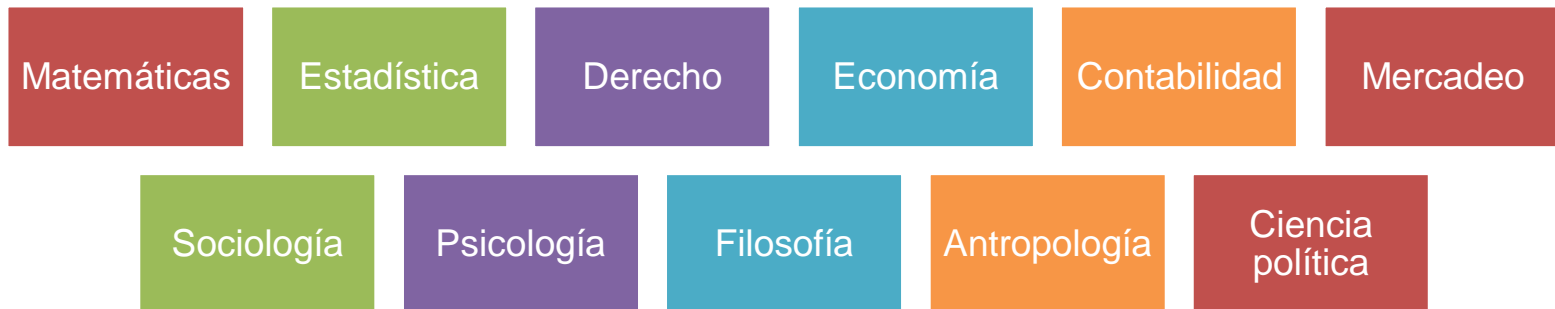 Matemáticas
Estadística
Derecho
Economía
Contabilidad
Mercadeo
Sociología
Psicología
Filosofía
Antropología
Ciencia
política